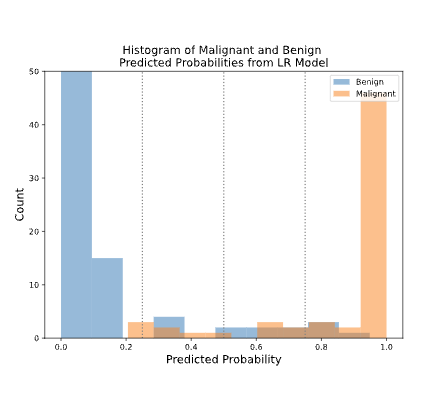 Histogram of Malignant and Benign
Predicted Probabilities from LR Model
Benign
Malignant
50
40
30
20
10
0
Count
0.0 0.2 0.4 0.6 0.8 1.0
Predicted Probability